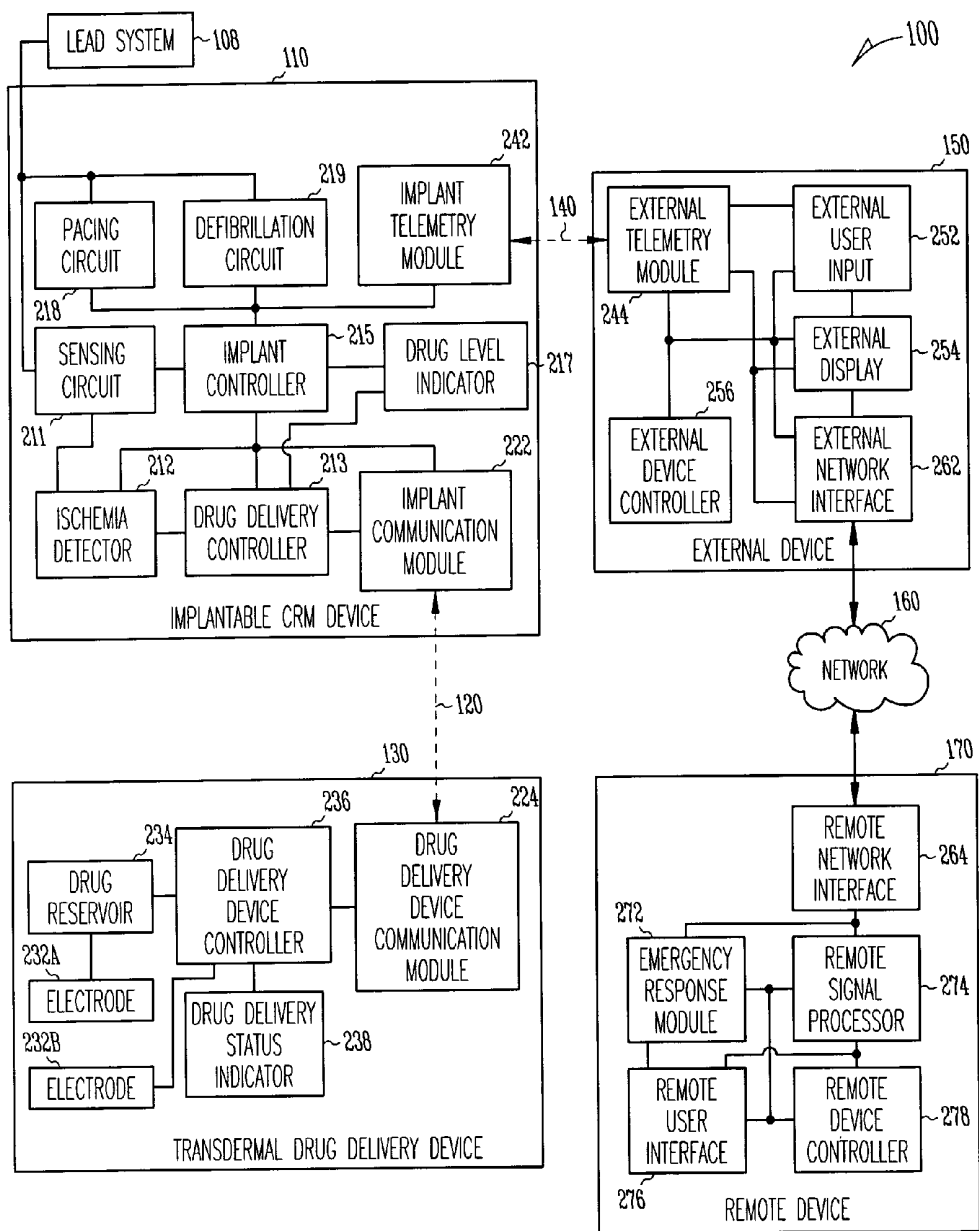 LEAD SYSTEM
108
100
110
242
219
IMPLANT
TELEMETRY
MODULE
PACING
CIRCUIT
DEFIBRILLATION
CIRCUIT
218
215
SENSING
CIRCUIT
IMPLANT
CONTROLLER
DRUG LEVEL
INDICATOR
217
211
212
213
222
ISCHEMIA
DETECTOR
DRUG DELIVERY
CONTROLLER
IMPLANT
COMMUNICATION
MODULE
IMPLANTABLE CRM DEVICE
140
150
EXTERNAL
TELEMETRY
MODULE
EXTERNAL
USER
INPUT
252
244
EXTERNAL
DISPLAY
254
256
EXTERNAL
DEVICE
CONTROLLER
EXTERNAL
NETWORK
INTERFACE
262
EXTERNAL DEVICE
160
NETWORK
120
130
236
224
234
DRUG
RESERVOIR
DRUG
DELIVERY
DEVICE
CONTROLLER
DRUG
DELIVERY
DEVICE
COMMUNICATION
MODULE
232A
ELECTRODE
232B
ELECTRODE
DRUG DELIVERY
STATUS
INDICATOR
238
TRANSDERMAL DRUG DELIVERY DEVICE
170
REMOTE
NETWORK
INTERFACE
264
272
EMERGENCY
RESPONSE
MODULE
REMOTE
SIGNAL
PROCESSOR
274
REMOTE
USER
INTERFACE
REMOTE
DEVICE
CONTROLLER
278
276
REMOTE DEVICE